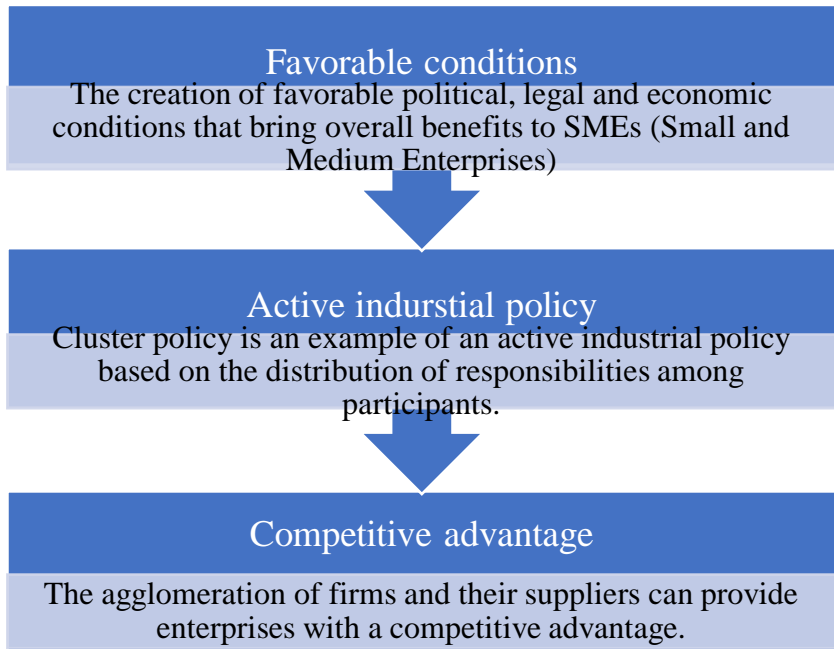 Favorable conditions
The creation of favorable political, legal and economic
conditions that bring overall benefits to SMEs (Small and
Medium Enterprises)
Active indurstial policy
Cluster policy is an example of an active industrial policy
based on the distribution of responsibilities among
participants.
Competitive advantage
The agglomeration of firms and their suppliers can provide
enterprises with a competitive advantage.